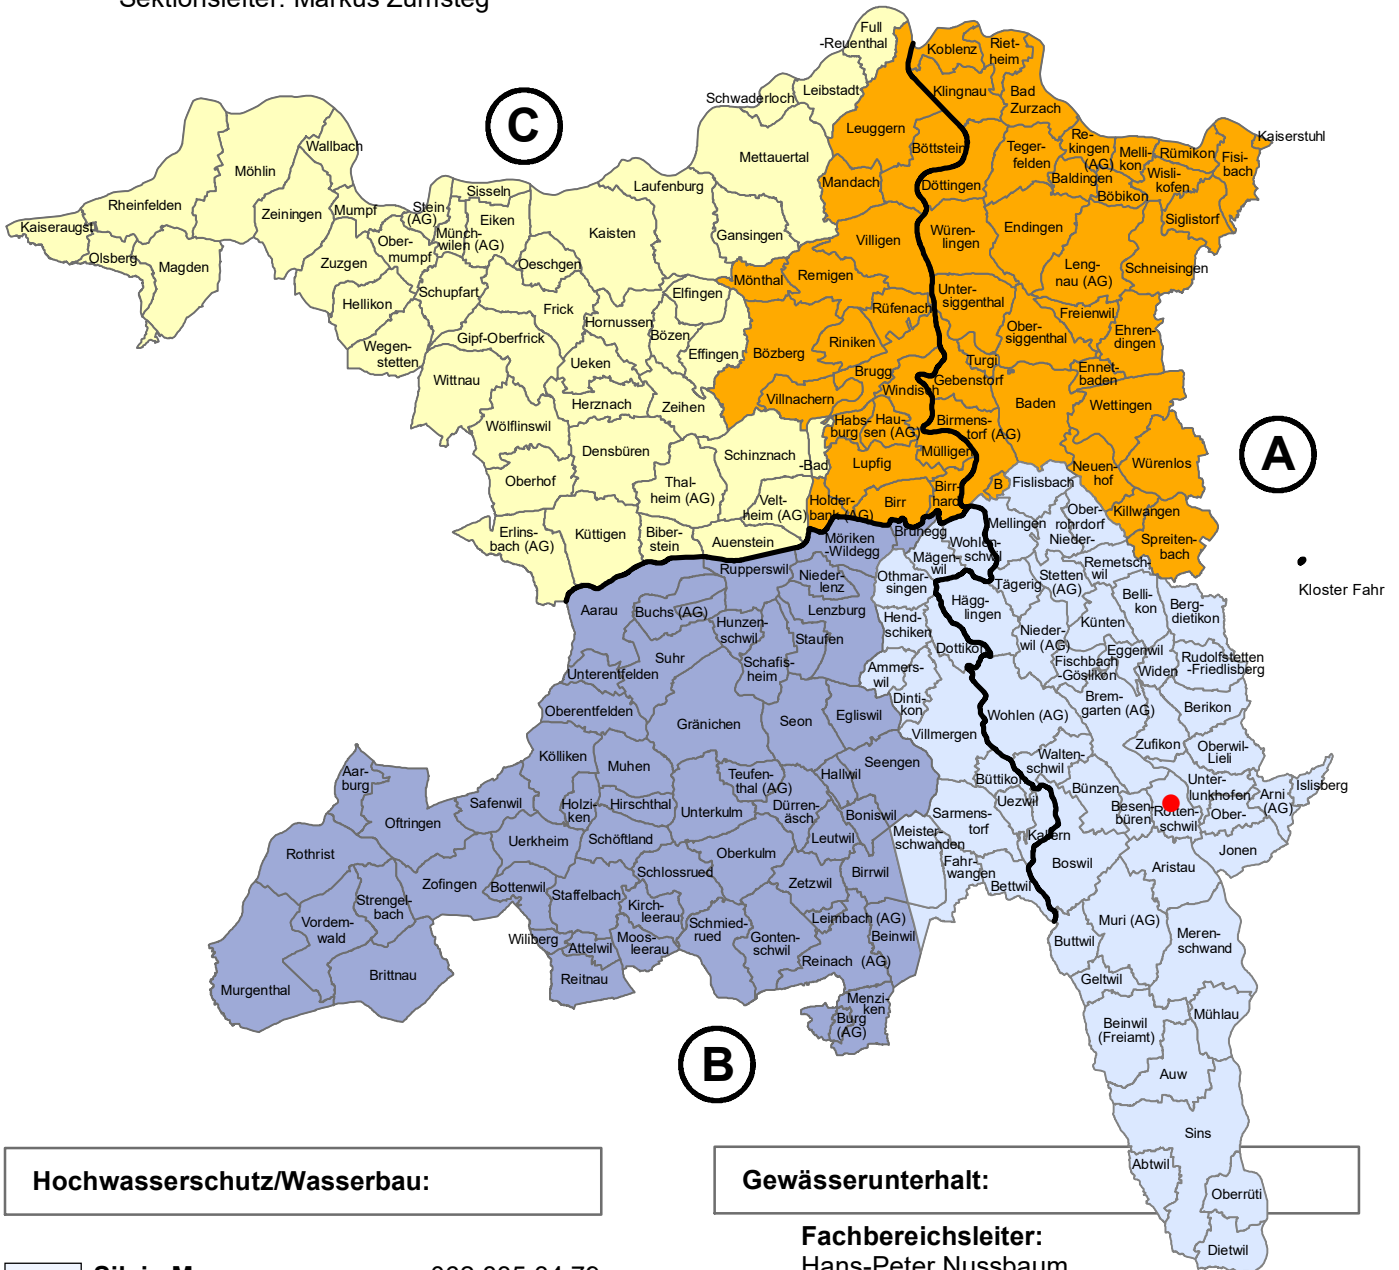 Sektionsleiter: Markus Zumsteg
Full
-Reuenthal
Koblenz
Riet-
heim
Schwaderloch
Leibstadt
Klingnau
Bad
Zurzach
C
Leuggern
Kaiserstuhl
Wallbach
Böttstein
Teger-
felden
Re-
kingen
(AG)
Melli-
kon
Rümikon
Fisi-
bach
Möhlin
Mettauertal
Baldingen
Wisli-
kofen
Rheinfelden
Sisseln
Laufenburg
Mandach
Döttingen
Böbikon
Kaiseraugst
Zeiningen
Mumpf
Stein
(AG)
Eiken
Siglistorf
Olsberg
Magden
Ober-
mumpf
Münch-
wilen (AG)
Kaisten
Gansingen
Villigen
Würen-
lingen
Endingen
Zuzgen
Oeschgen
Mönthal
Remigen
Leng-
nau (AG)
Schneisingen
Hellikon
Schupfart
Frick
Elfingen
Rüfenach
Unter-
siggenthal
Freienwil
Wegen-
stetten
Gipf-Oberfrick
Hornussen
Bözen
Effingen
Bözberg
Riniken
Ober-
siggenthal
Ehren-
dingen
Wittnau
Ueken
Brugg
Turgi
Ennet-
baden
Herznach
Zeihen
Villnachern
Windisch
Gebenstorf
Baden
Wettingen
Wölflinswil
Habs-
burg
Hau-
sen (AG)
Birmens-
torf (AG)
A
Densbüren
Schinznach
-Bad
Lupfig
Mülligen
Neuen-
hof
Würenlos
Oberhof
Thal-
heim (AG)
Velt-
heim (AG)
Holder-
bank (AG)
Birr
Birr-
hard
B
Fislisbach
Killwangen
Erlins-
bach (AG)
Küttigen
Biber-
stein
Auenstein
Möriken
-Wildegg
Brunegg
Mellingen
Ober-
rohrdorf
Nieder-
Spreiten-
bach
Rupperswil
Wohlen-
schwil
Mägen-
wil
Remetsch-
wil
Othmar-
singen
Nieder-
lenz
Tägerig
Stetten
(AG)
Kloster Fahr
Aarau
Buchs (AG)
Hunzen-
schwil
Lenzburg
Hend-
schiken
Hägg-
lingen
Belli-
kon
Berg-
dietikon
Staufen
Nieder-
wil (AG)
Künten
Suhr
Schafis-
heim
Dottikon
Eggenwil
Rudolfstetten
-Friedlisberg
Unterentfelden
Ammers-
wil
Fischbach
-Göslikon
Widen
Oberentfelden
Gränichen
Seon
Egliswil
Dinti-
kon
Wohlen (AG)
Brem-
garten (AG)
Berikon
Villmergen
Kölliken
Muhen
Seengen
Walten-
schwil
Zufikon
Oberwil-
Lieli
Aar-
burg
Teufen-
thal (AG)
Hallwil
Büttikon
Bünzen
Unter-
lunkhofen
Ober-
Islisberg
Arni
(AG)
Safenwil
Holzi-
ken
Hirschthal
Unterkulm
Dürren-
äsch
Boniswil
Uezwil
Besen-
büren
Rotten-
schwil
Oftringen
Sarmens-
torf
Uerkheim
Schöftland
Leutwil
Meister-
schwanden
Kallern
Rothrist
Oberkulm
Jonen
Schlossrued
Birrwil
Fahr-
wangen
Boswil
Aristau
Zofingen
Bottenwil
Staffelbach
Zetzwil
Bettwil
Strengel-
bach
Kirch-
leerau
Vordem-
wald
Schmied-
rued
Leimbach (AG)
Muri (AG)
Wiliberg
Attelwil
Moos-
leerau
Gonten-
schwil
Beinwil
Buttwil
Meren-
schwand
Reinach (AG)
Brittnau
Reitnau
Geltwil
Murgenthal
Menzi-
ken
Burg
(AG)
Beinwil
(Freiamt)
Mühlau
B
Auw
Sins
Abtwil
Oberrüti
Dietwil
Hochwasserschutz/Wasserbau:
Gewässerunterhalt:
Fachbereichsleiter:
Hans-Peter Nussbaum